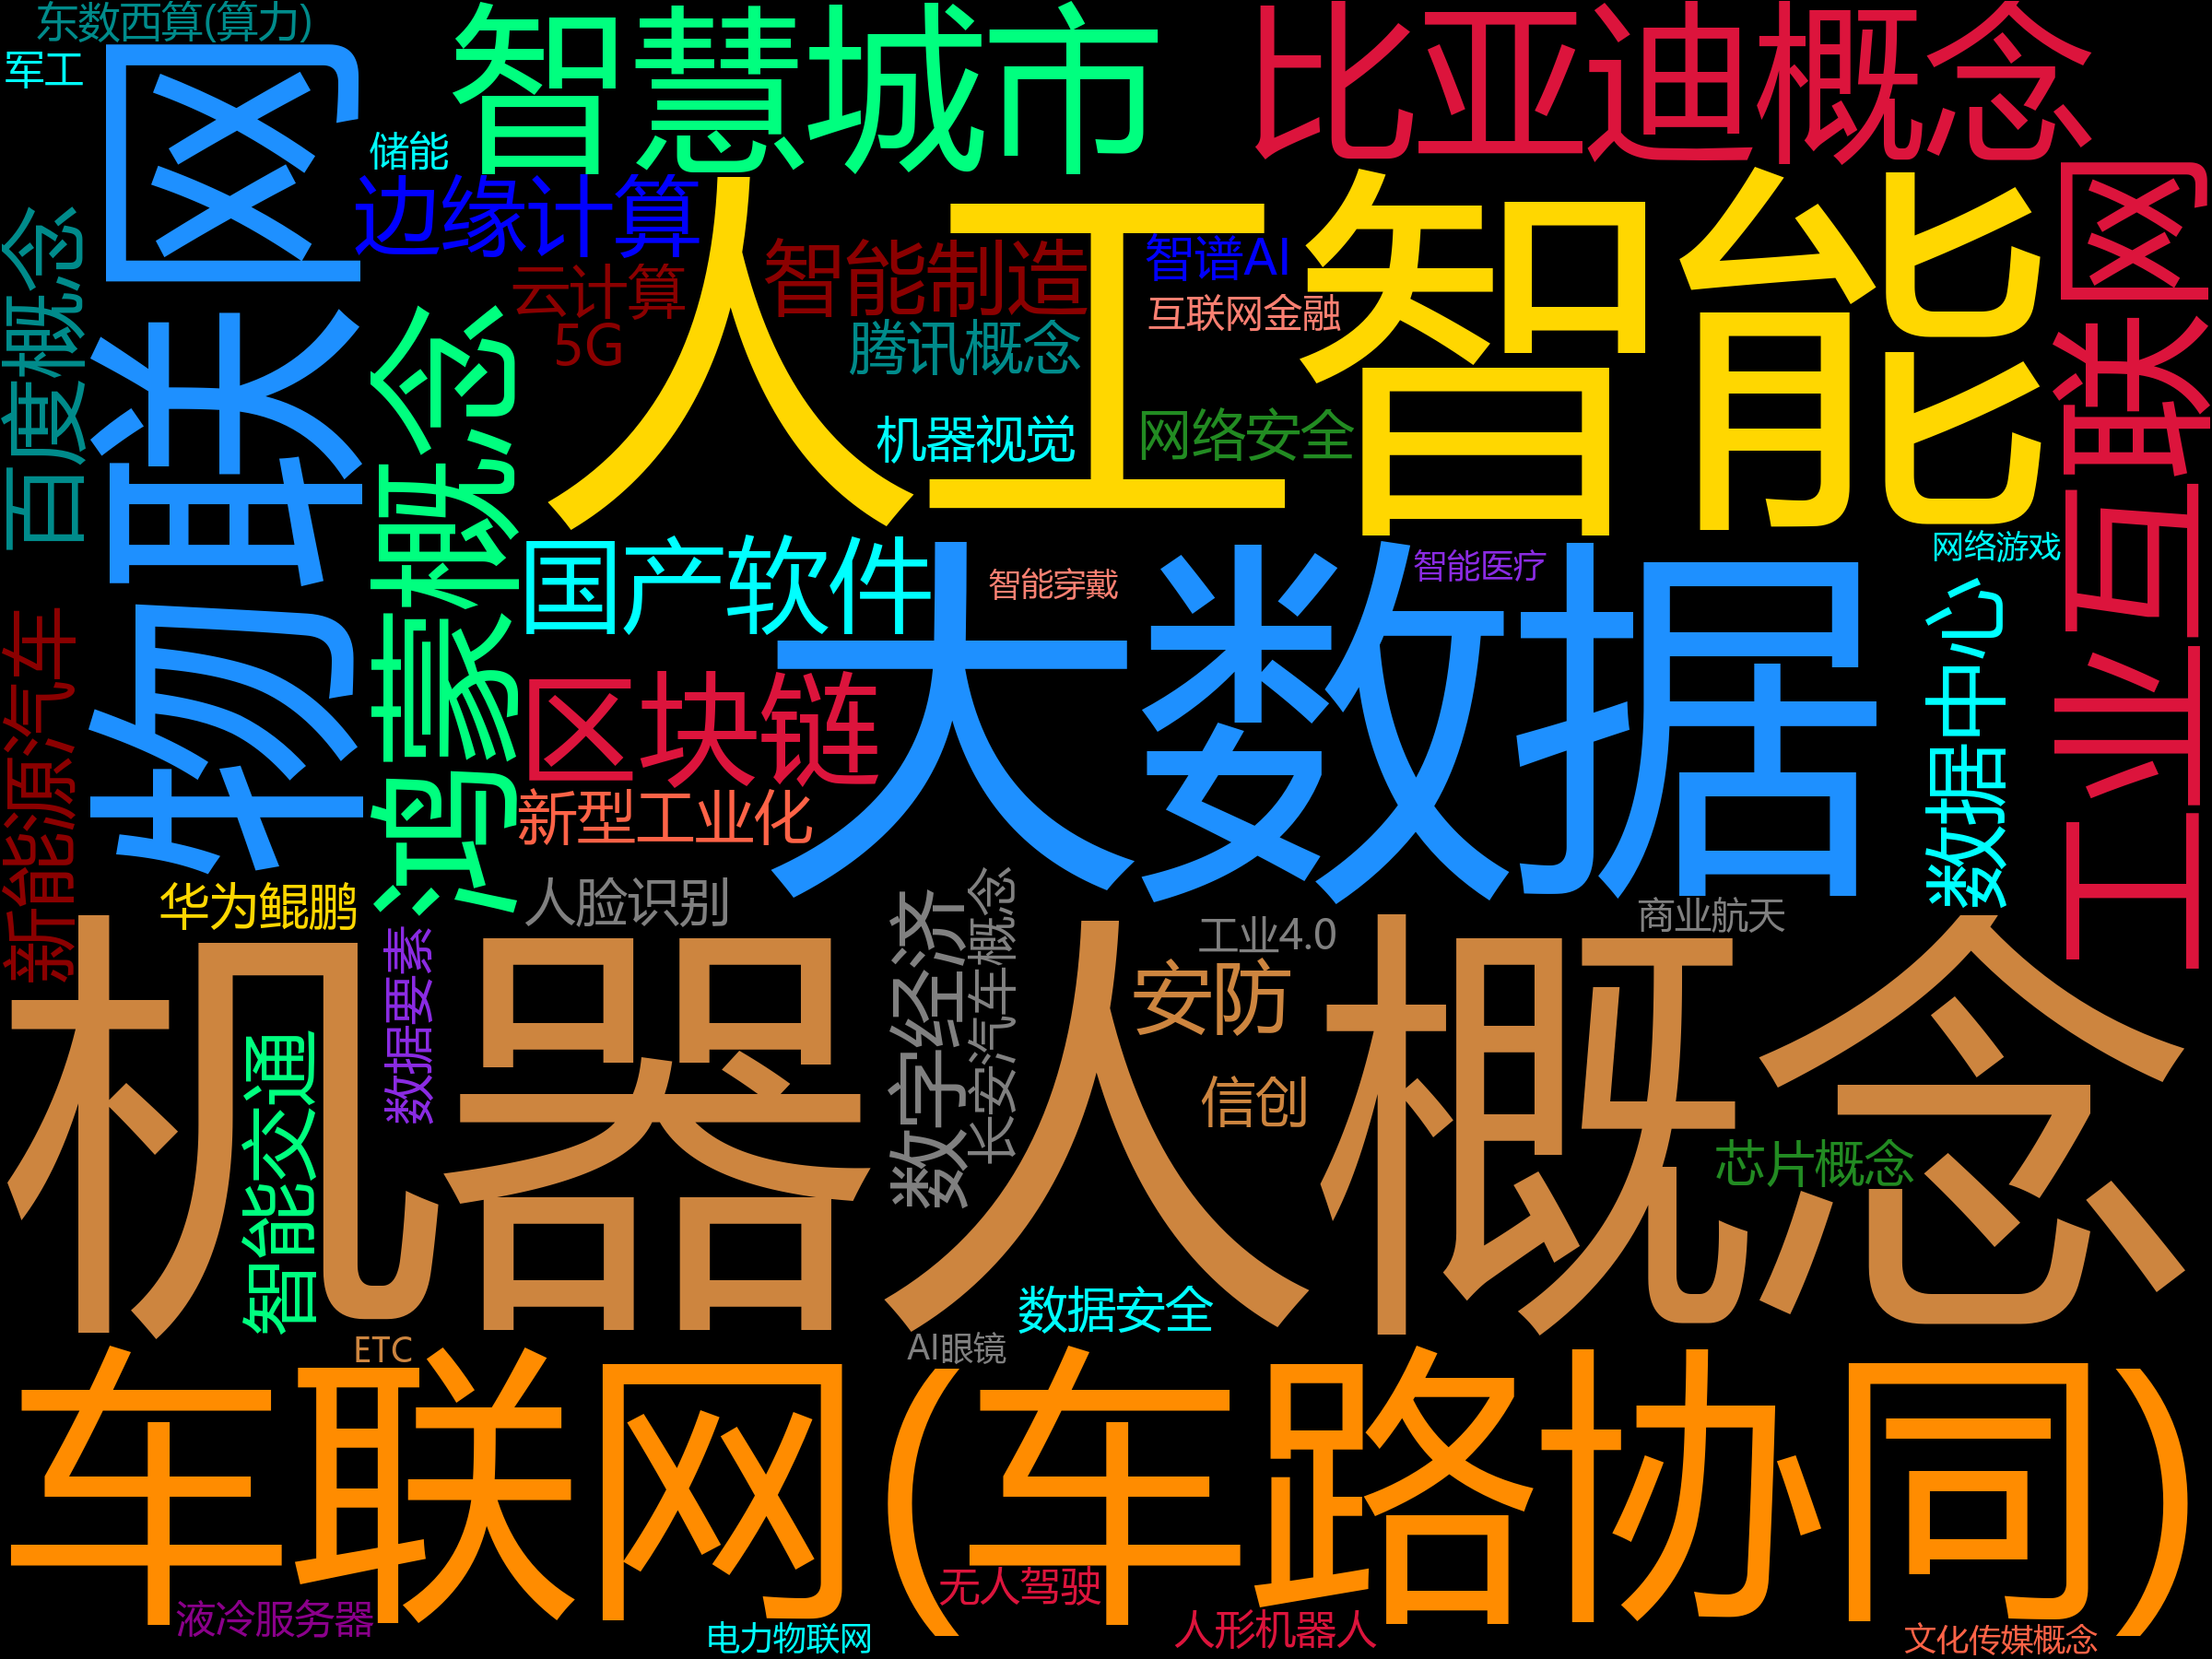 东数西算(算力)
军工
智慧城市
比亚迪概念
储能
物联网
边缘计算
人工智能
工业互联网
百度概念
云计算
5G
智能制造
智谱AI
互联网金融
腾讯概念
机器视觉
网络安全
鸿蒙概念
国产软件
智能穿戴
智能医疗
网络游戏
大数据
数据中心
新能源汽车
区块链
新型工业化
华为鲲鹏
人脸识别
商业航天
工业4.0
数据要素
数字经济
长安汽车概念
安防
机器人概念
信创
芯片概念
智能交通
数据安全
ETC
AI眼镜
车联网(车路协同)
无人驾驶
液冷服务器
人形机器人
电力物联网
文化传媒概念